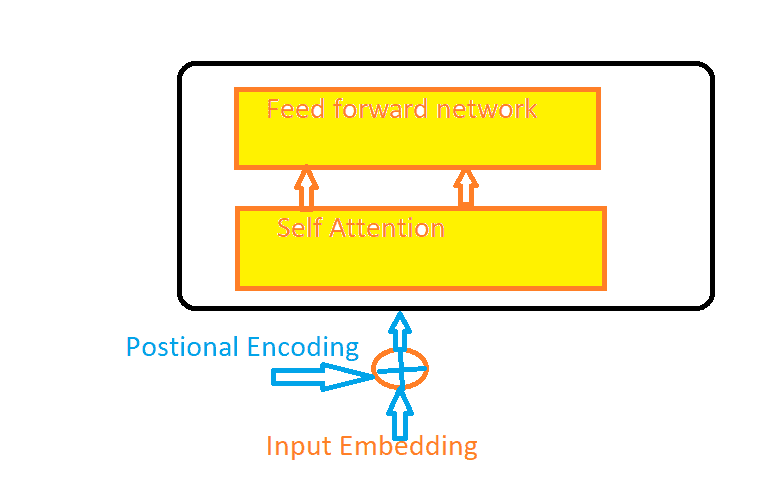 Feed forward network
Self Attention
Postional Encoding
Input Embedding